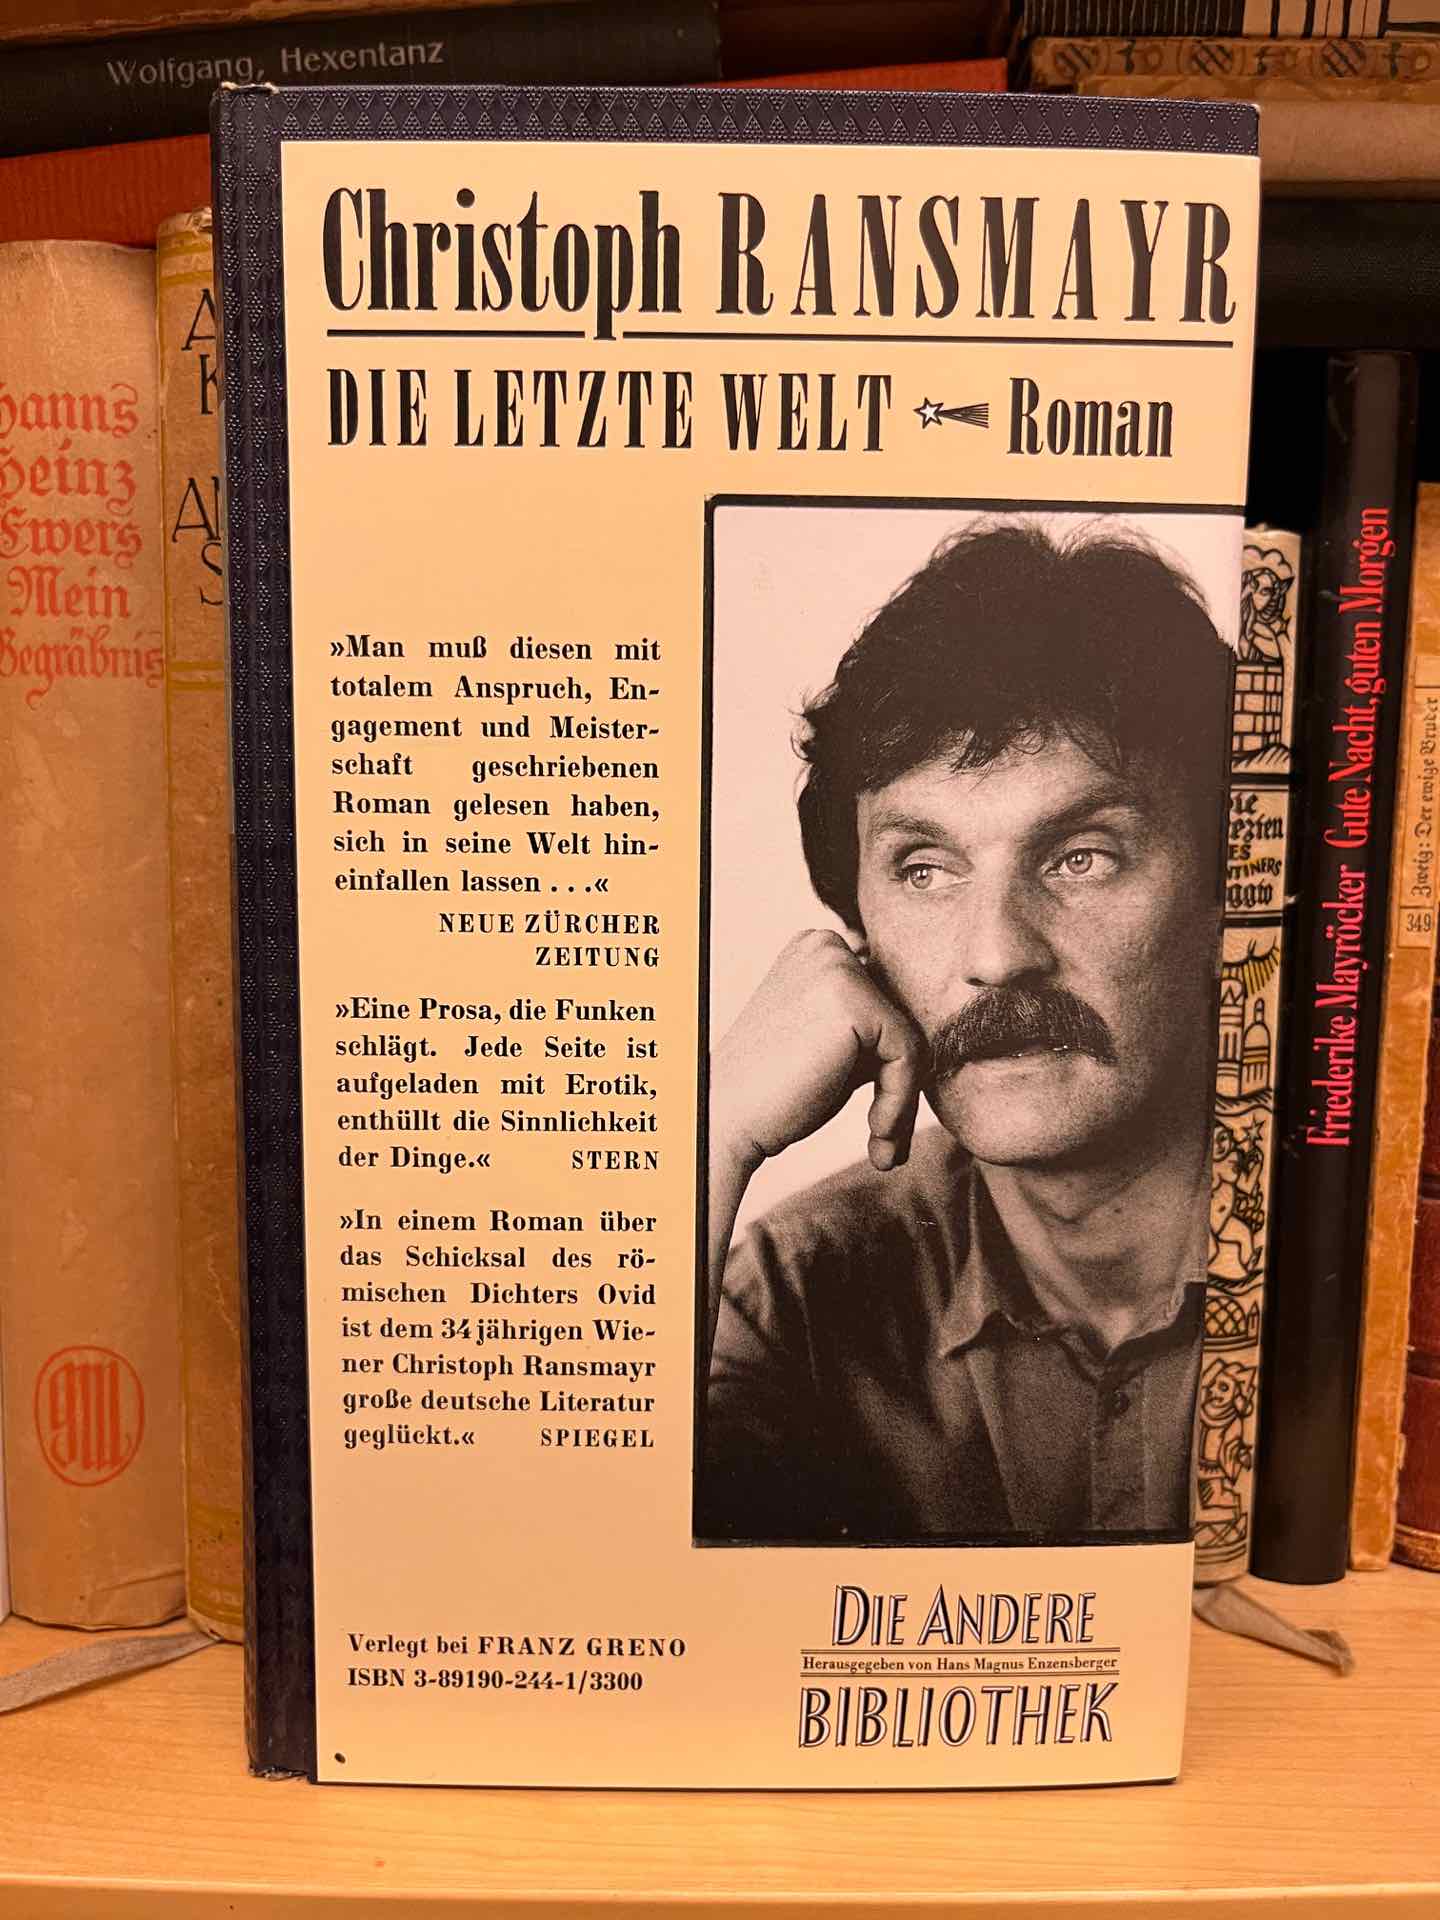 Wolfgang, Hexentanz
Christoph RANSMAYR
DIE LETZTE WELT Roman
»Man muß diesen mit
totalem Anspruch, En-
gagement und Meister-
schaft geschriebenen
Roman gelesen haben,
sich in seine Welt hin-
einfallen lassen . . .«
NEUE ZÜRCHER
ZEITUNG
»Eine Prosa, die Funken
schlägt. Jede Seite ist
aufgeladen mit Erotik,
enthüllt die Sinnlichkeit
der Dinge.« STERN
»In einem Roman über
das Schicksal des rö-
mischen Dichters Ovid
ist dem 34jährigen Wie-
ner Christoph Ransmayr
große deutsche Literatur
geglückt.« SPIEGEL
Verlegt bei FRANZ GRENO
ISBN 3-89190-244-1/3300
DIE ANDERE
Herausgegeben von Hans Magnus Enzensberger
BIBLIOTHEK
Hanns
Heinz
Ewers
Mein
Begräbnis
Friederike Mayröcker Gute Nacht, guten Morgen
Zweig: Der ewige Bruder
349